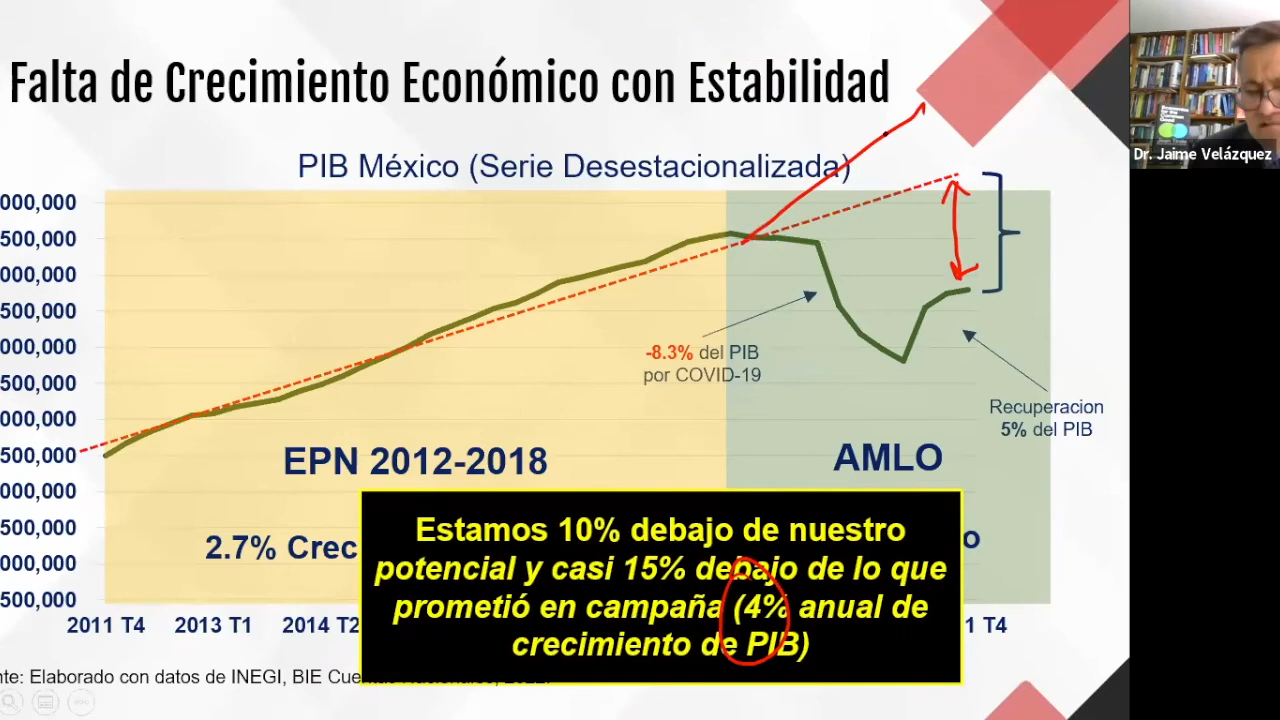 Falta de Crecimiento Económico con Estabilidad
PIB México (Serie Desestacionalizada)
Dr. Jaime Velázquez
000,000
500,000
000,000
500,000
000,000
500,000
000,000
500,000
000,000
500,000
000,000
500,000
-8.3% del PIB
por COVID-19
Recuperacion
5% del PIB
EPN 2012-2018
AMLO
2.7% Crec
o
Estamos 10% debajo de nuestro
potencial y casi 15% debajo de lo que
prometió en campaña (4% anual de
crecimiento de PIB)
2011 T4
2013 T1
2014 T2
1 T4
nte: Elaborado con datos de INEGI, BIE